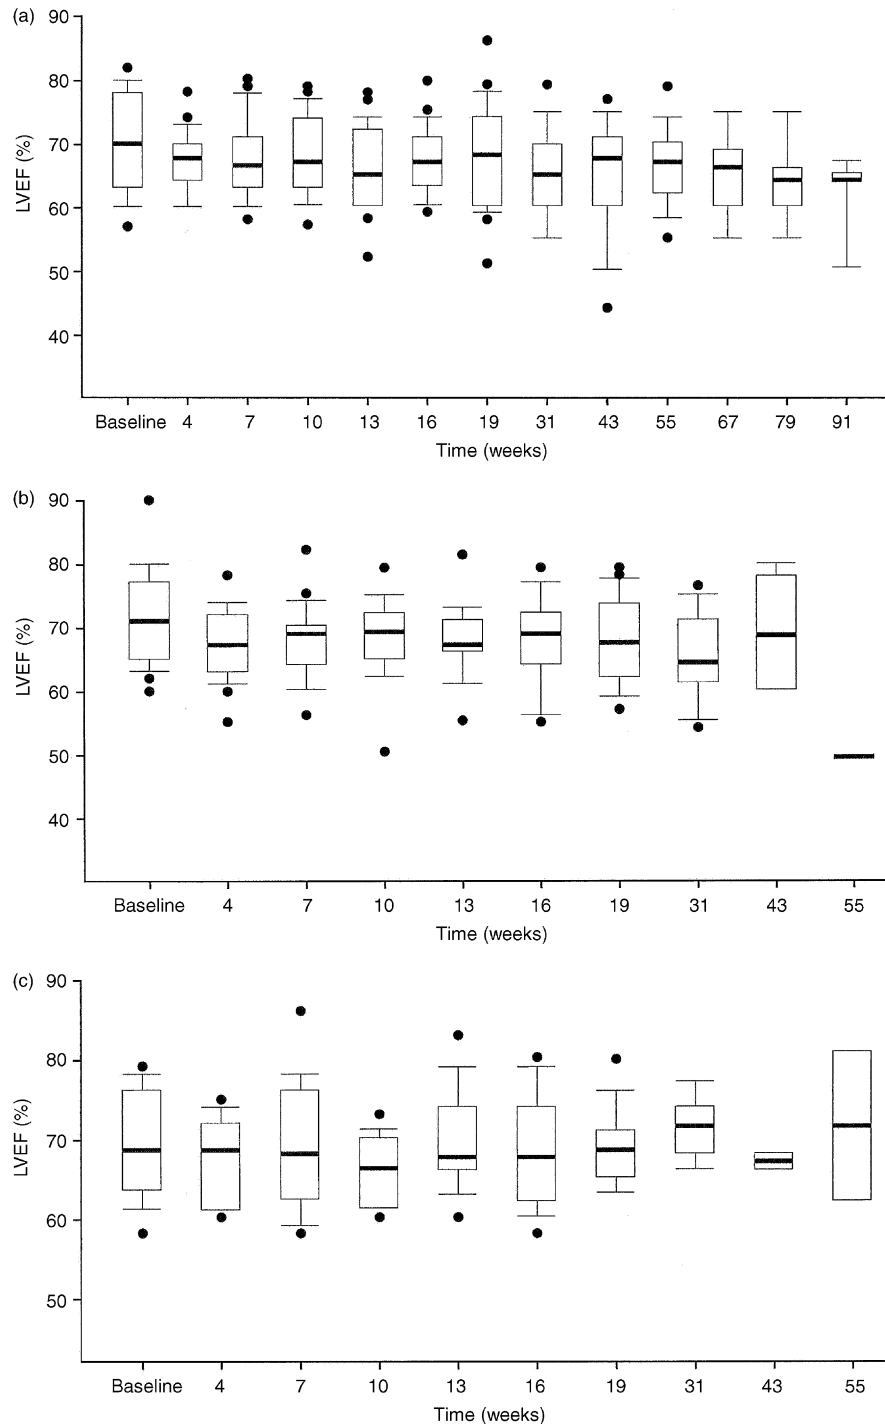 (a)
90
80
70
60
50
40
LVEF (%)
Baseline 4 7 10 13 16 19 31 43 55 67 79 91
Time (weeks)
(b)
90
80
70
60
50
40
LVEF (%)
Baseline 4 7 10 13 16 19 31 43 55
Time (weeks)
(c)
90
80
70
60
50
LVEF (%)
Baseline 4 7 10 13 16 19 31 43 55
Time (weeks)